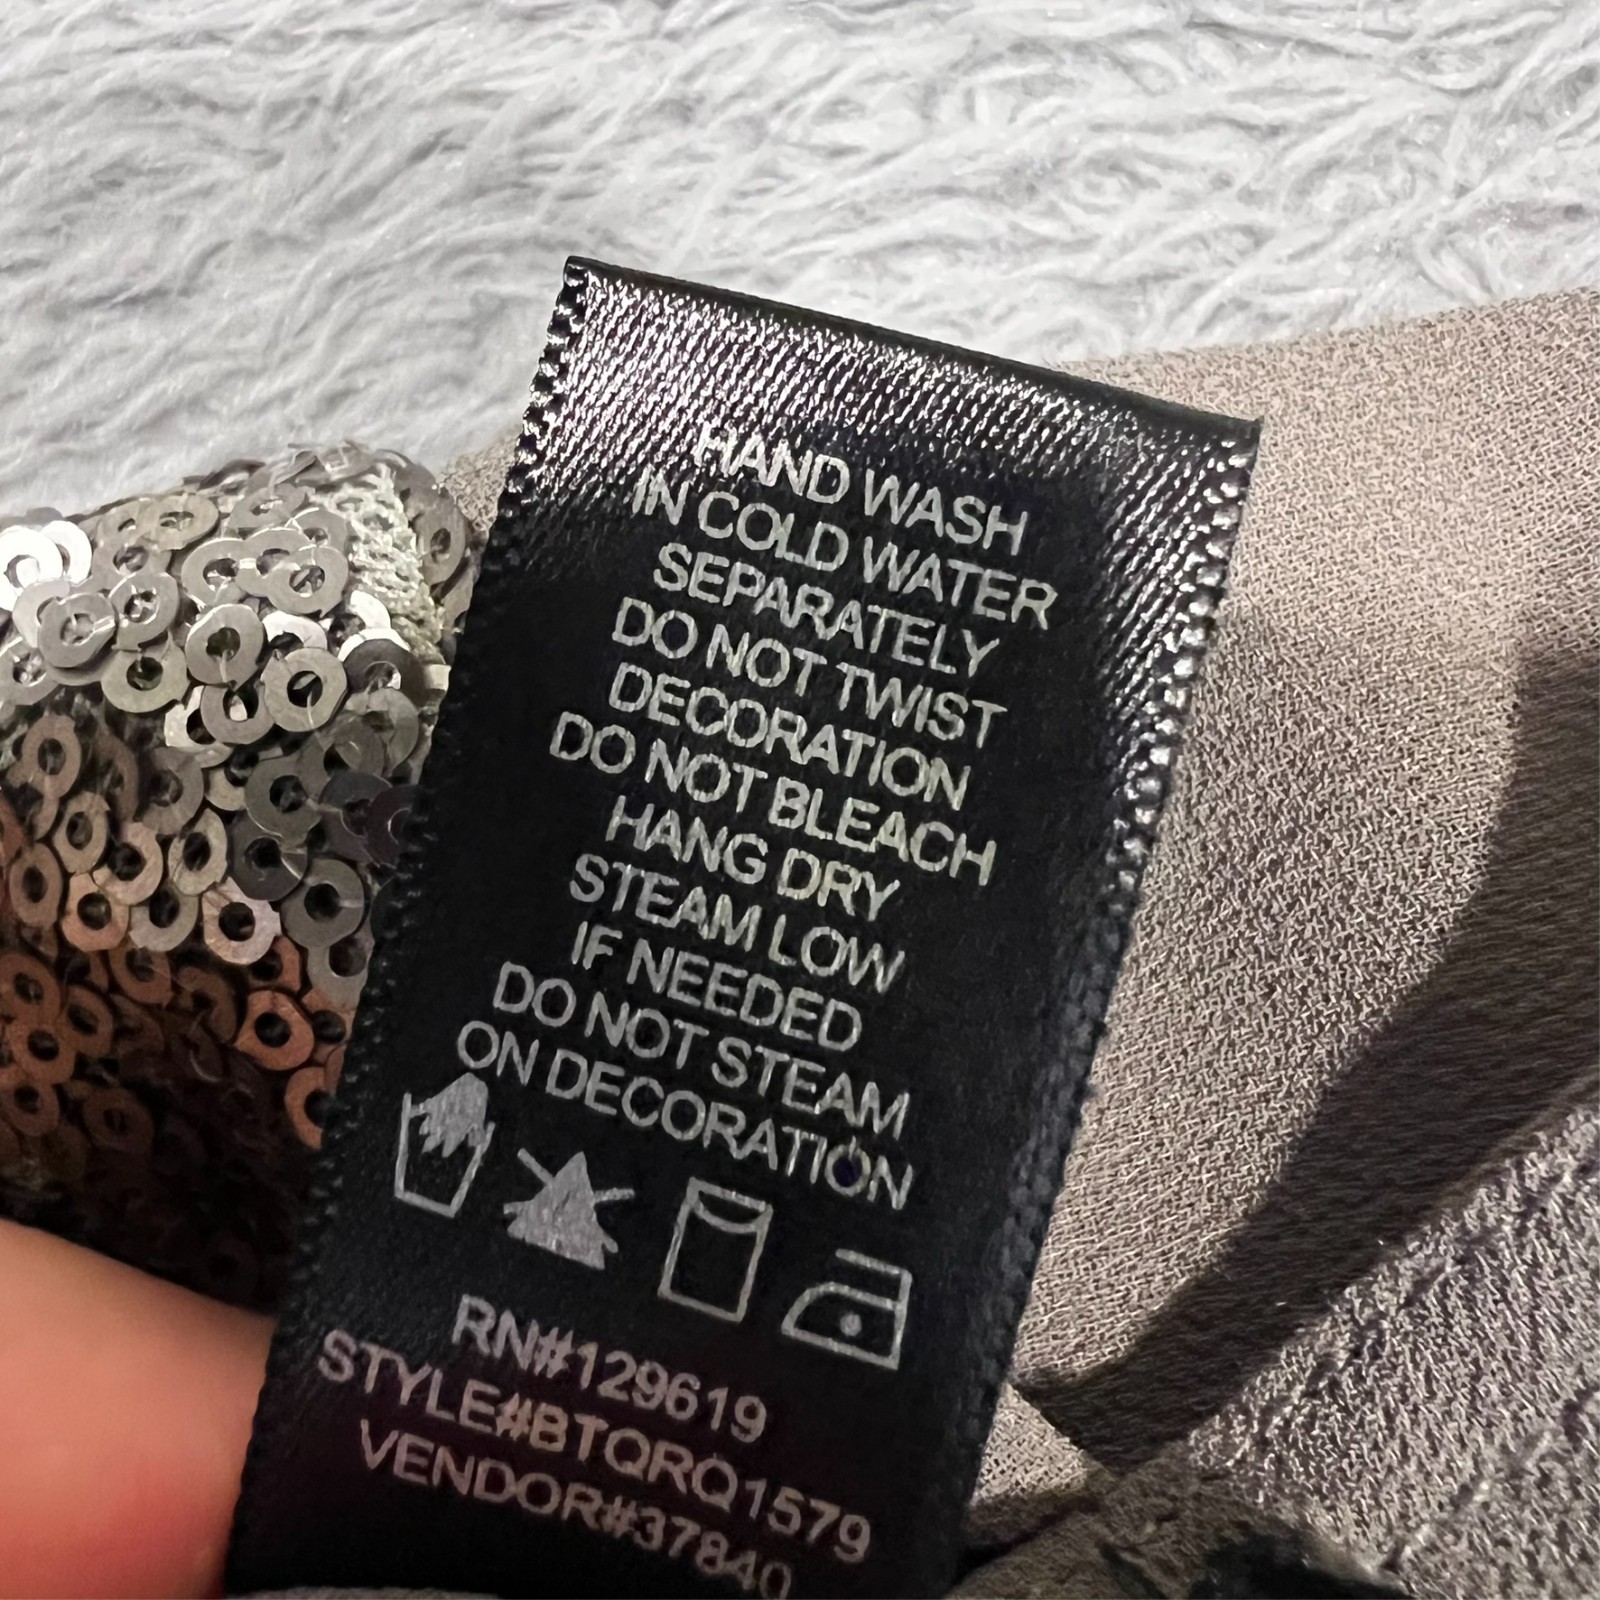 HAND WASH
IN COLD WATER
SEPARATELY
DO NOT TWIST
DECORATION
DO NOT BLEACH
HANG DRY
STEAM LOW
IF NEEDED
DO NOT STEAM
ON DECORATION
RN#129619
STYLE#BTQRQ1579
VENDOR#37840